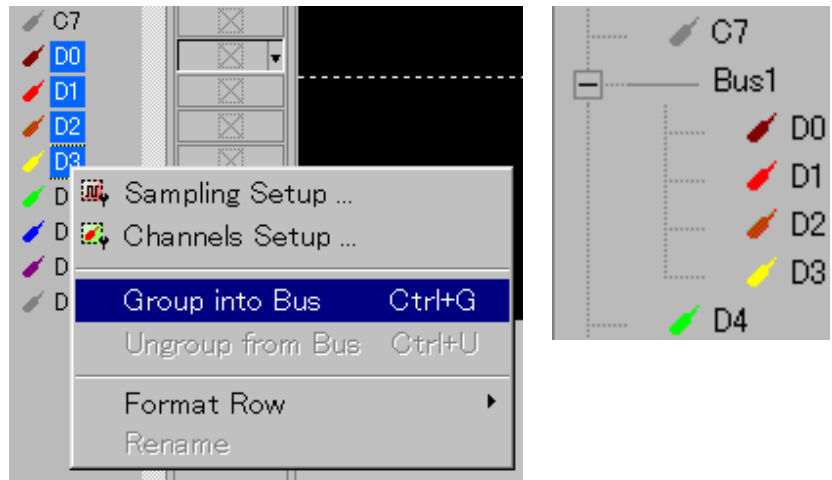 C7
D0
D1
D2
D3
D
D
D
D
Sampling Setup ...
Channels Setup ...
Group into Bus Ctrl+G
Ungroup from Bus Ctrl+U
Format Row
Rename
C7
Bus1
D0
D1
D2
D3
D4